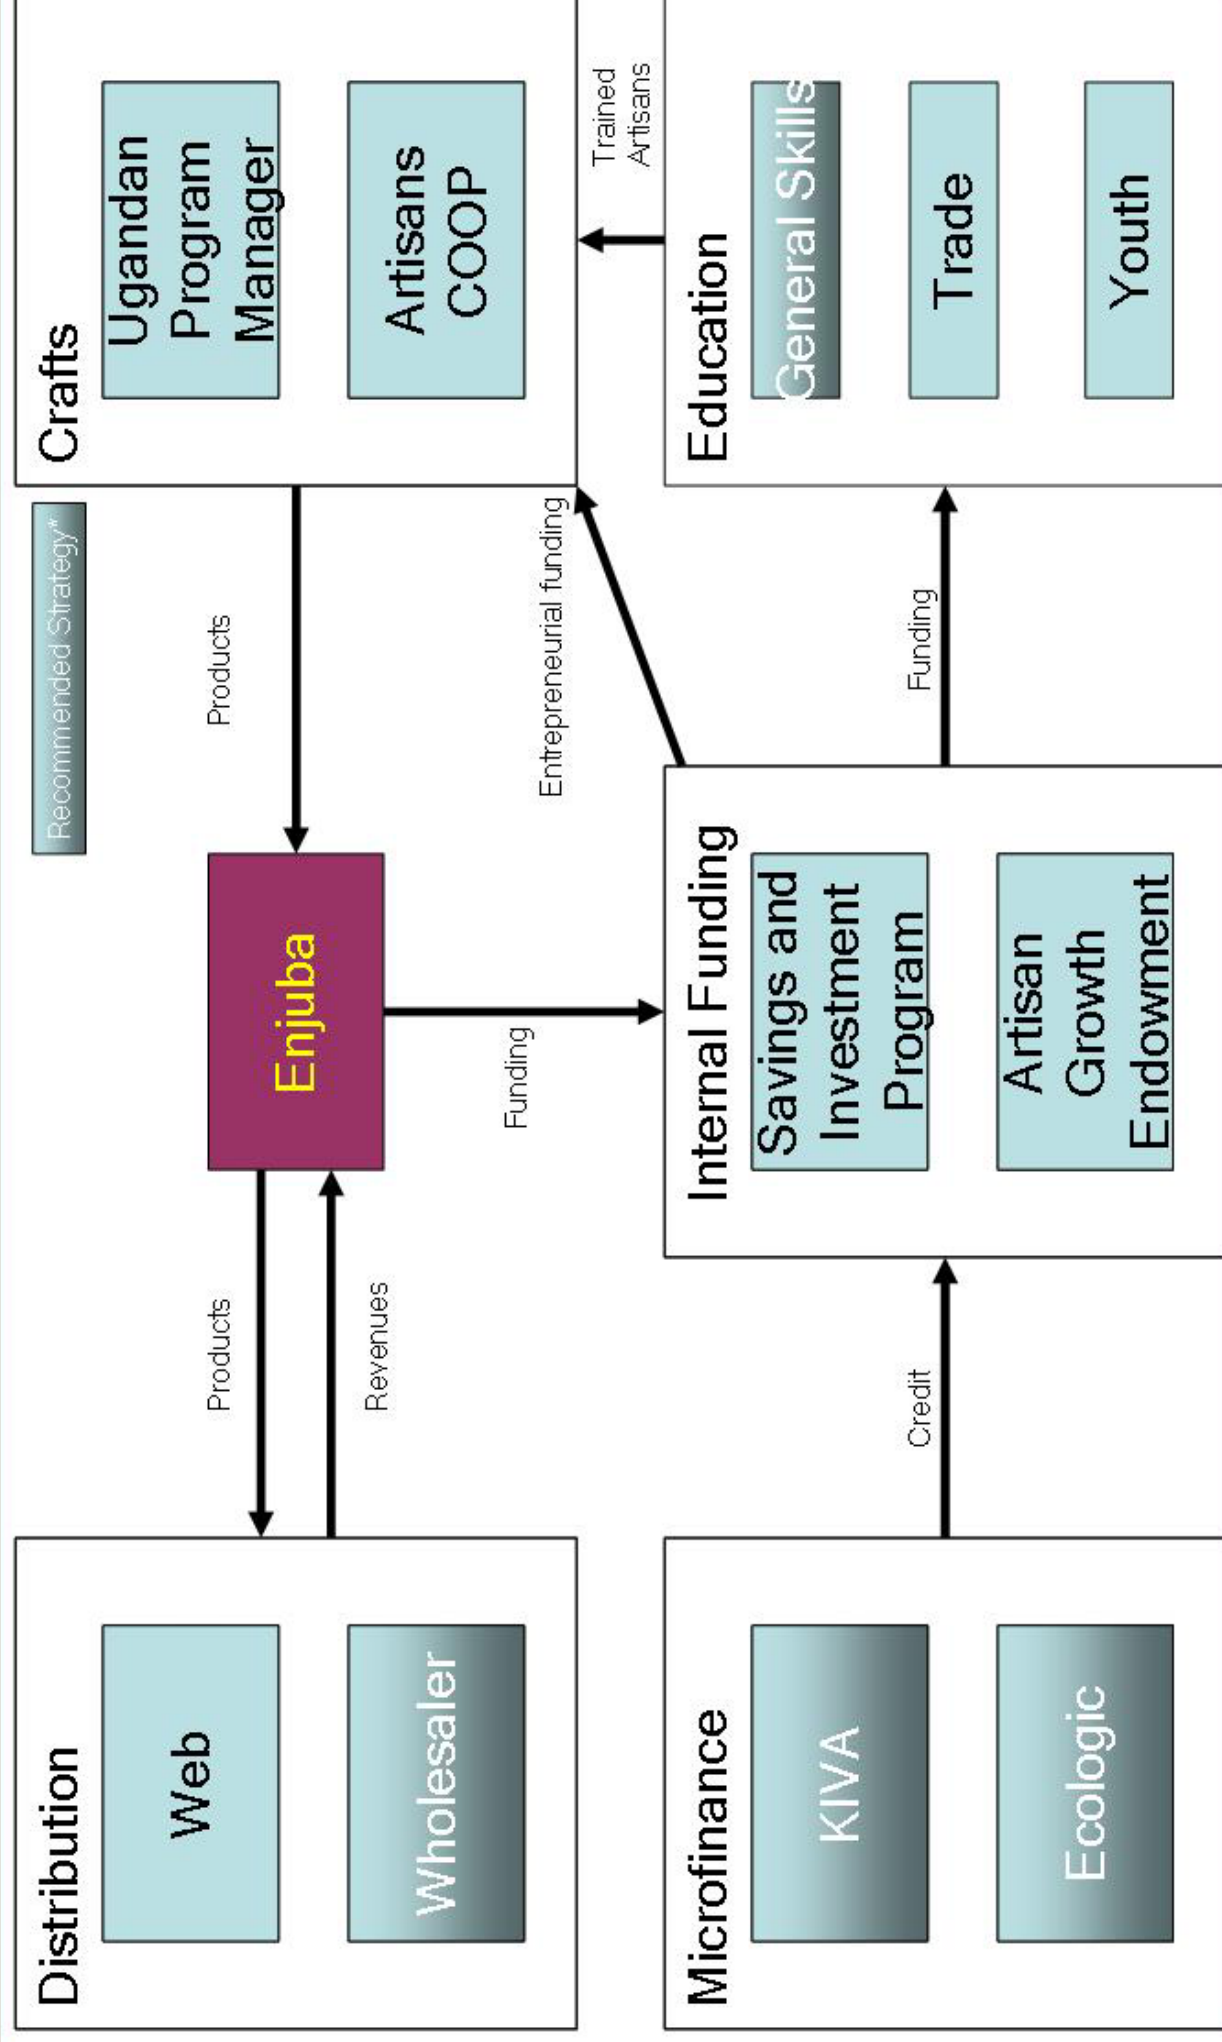 Recommended Strategy*
Distribution
Web
Wholesaler
Products
Revenues
Enjuba
Products
Crafts
Ugandan
Program
Manager
Artisans
COOP
Funding
Entrepreneurial funding
Trained
Artisans
Microfinance
KIVA
Ecologic
Credit
Internal Funding
Savings and
Investment
Program
Artisan
Growth
Endowment
Funding
Education
General Skills
Trade
Youth